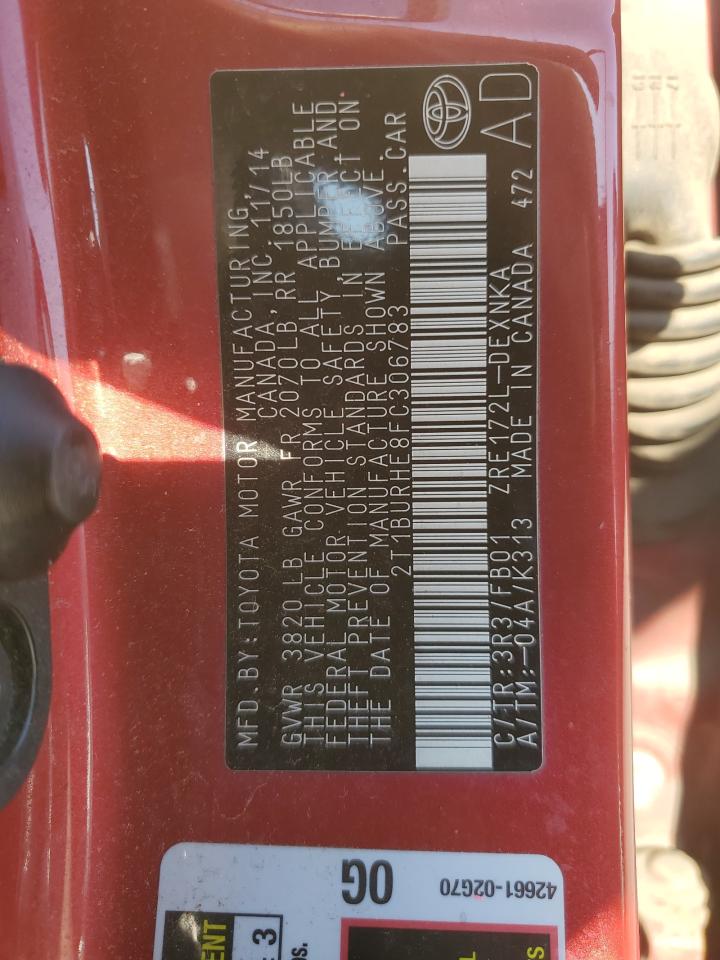 MFD.BY:TOYOTA MOTOR MANUFACTURING
CANADA,INC. 11/14
GVWR 3820 LB GAWR FR 2070LB RR 1850LB
THIS VEHICLE CONFORMS TO ALL APPLICABLE
FEDERAL MOTOR VEHICLE SAFETY, BUMPER AND
THEFT PREVENTION STANDARDS IN EFFECT ON
THE DATE OF MANUFACTURE SHOWN ABOVE.
2T1BURHE8FC306783 PASS.CAR
C/TR:3R3/FB01 ZRE172L-DEXNKA
A/TM:-04A/K313 MADE IN CANADA 472
AD
0G
42661-02G70
ENT
3